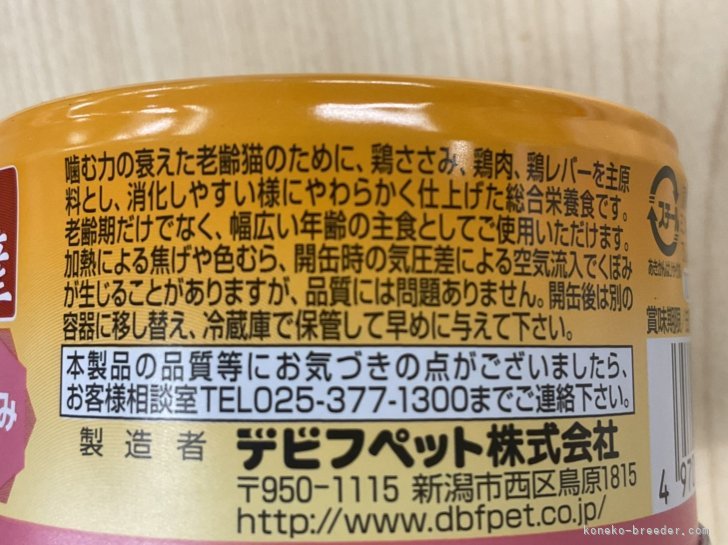 噛む力の衰えた老齢猫のために、鶏ささみ、鶏肉、鶏レバーを主原
料とし、消化しやすい様にやわらかく仕上げた総合栄養食です。
老齢期だけでなく、幅広い年齢の主食としてご使用いただけます。
加熱による焦げや色むら、開缶時の気圧差による空気流入でくぼみ
が生じることがありますが、品質には問題ありません。開缶後は別の
容器に移し替え、冷蔵庫で保管して早めに与えて下さい。
本製品の品質等にお気づきの点がございましたら、
お客様相談室TEL025-377-1300までご連絡下さい。
製造者 デビフペット株式会社
〒950-1115 新潟市西区鳥原1815
http://www.dbfpet.co.jp/
スチール
賞味期限
4 97
koneko-breeder.com